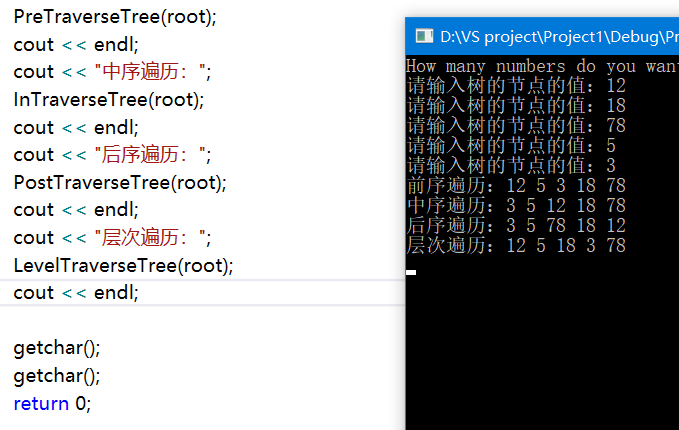 PreTraverseTree(root);
cout << endl;
cout << "中序遍历：";
InTraverseTree(root);
cout << endl;
cout << "后序遍历：";
PostTraverseTree(root);
cout << endl;
cout << "层次遍历：";
LevelTraverseTree(root);
cout << endl;
getchar();
getchar();
return 0;
D:\VS project\Project1\Debug\Pr
How many numbers do you want
请输入树的节点的值：12
请输入树的节点的值：18
请输入树的节点的值：78
请输入树的节点的值：5
请输入树的节点的值：3
前序遍历：12 5 3 18 78
中序遍历：3 5 12 18 78
后序遍历：3 5 78 18 12
层次遍历：12 5 18 3 78